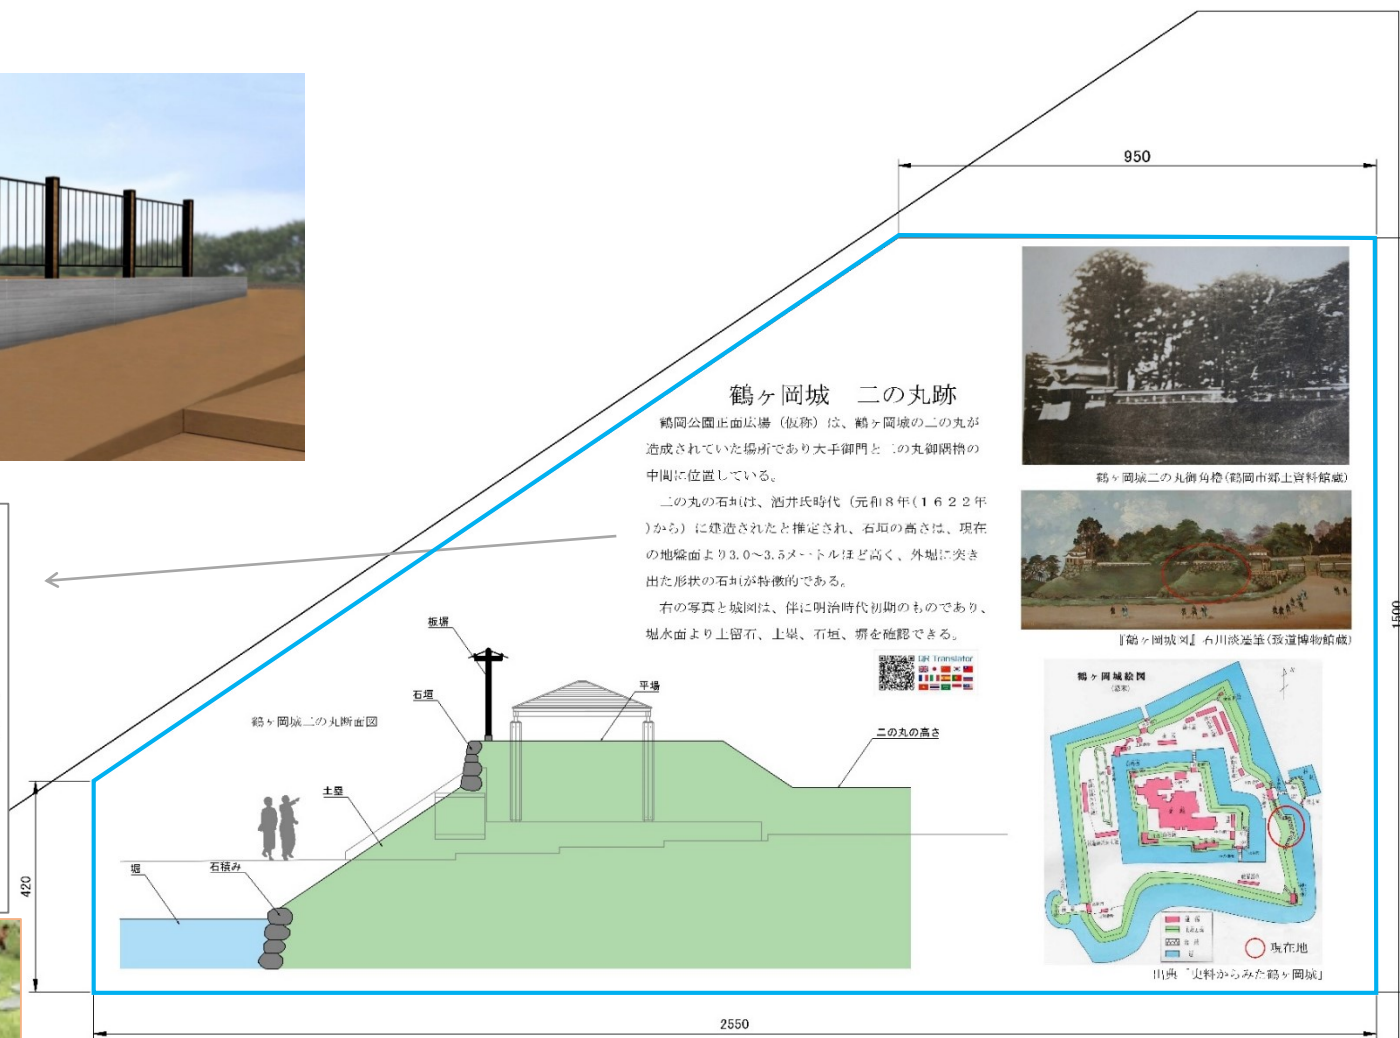 950
鶴ヶ岡城　二の丸跡
鶴岡公園正面広場（仮称）は、鶴ヶ岡城の二の丸が
造成されていた場所であり大手御門と二の丸御隅櫓の
中間に位置している。
二の丸の石垣は、酒井氏時代（元和８年(１６２２年
)から）に建造されたと推定され、石垣の高さは、現在
の地盤面より3.0～3.5メートルほど高く、外堀に突き
出た形状の石垣が特徴的である。
右の写真と城図は、伴に明治時代初期のものであり、
堀水面より土留石、土塁、石垣、塀を確認できる。
QR Translator
鶴ヶ岡城二の丸御角櫓(鶴岡市郷土資料館蔵)
『鶴ヶ岡城図』石川淡遷筆(致道博物館蔵)
鶴ヶ岡城二の丸断面図
板塀
石垣
平場
二の丸の高さ
土塁
堀
石積み
鶴ヶ岡城絵図
現在地
出典「史料からみた鶴ヶ岡城」
420
1500
2550